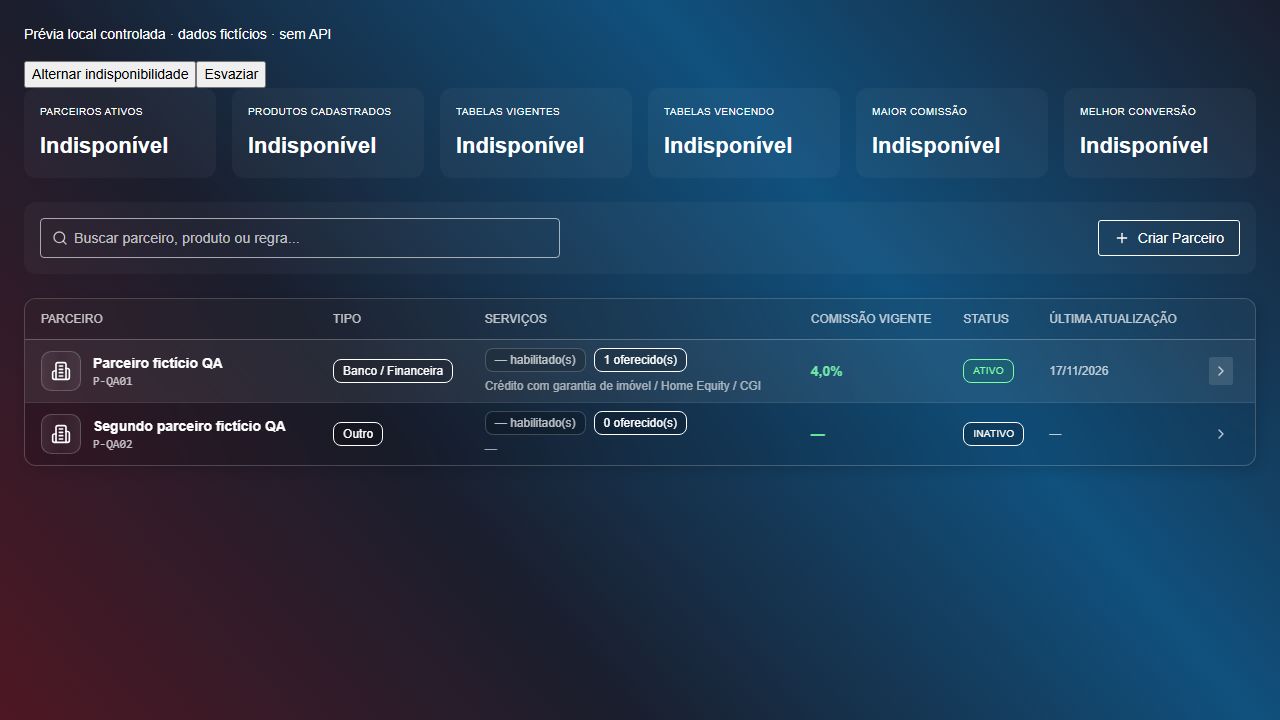 Prévia local controlada · dados fictícios · sem API
Alternar indisponibilidade Esvaziar
PARCEIROS ATIVOS PRODUTOS CADASTRADOS TABELAS VIGENTES TABELAS VENCENDO MAIOR COMISSÃO MELHOR CONVERSÃO
Indisponível Indisponível Indisponível Indisponível Indisponível Indisponível
Buscar parceiro, produto ou regra... Criar Parceiro
PARCEIRO TIPO SERVIÇOS COMISSÃO VIGENTE STATUS ÚLTIMA ATUALIZAÇÃO
Parceiro fictício QA Banco / Financeira — habilitado(s) 1 oferecido(s) 4,0% ATIVO 17/11/2026
P-QA01 Crédito com garantia de imóvel / Home Equity / CGI
Segundo parceiro fictício QA Outro — habilitado(s) 0 oferecido(s) — INATIVO —
P-QA02 —